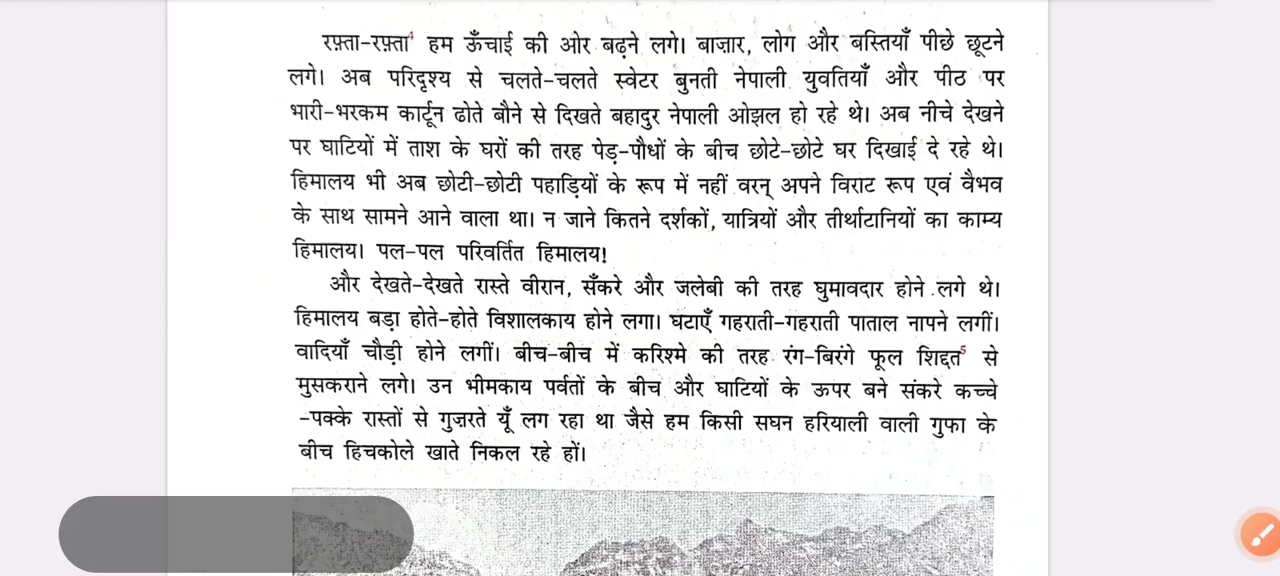 रफ़्ता-रफ़्ता⁴ हम ऊँचाई की ओर बढ़ने लगे। बाज़ार, लोग और बस्तियाँ पीछे छूटने
लगे। अब परिदृश्य से चलते-चलते स्वेटर बुनती नेपाली युवतियाँ और पीठ पर
भारी-भरकम कार्टून ढोते बौने से दिखते बहादुर नेपाली ओझल हो रहे थे। अब नीचे देखने
पर घाटियों में ताश के घरों की तरह पेड़-पौधों के बीच छोटे-छोटे घर दिखाई दे रहे थे।
हिमालय भी अब छोटी-छोटी पहाड़ियों के रूप में नहीं वरन् अपने विराट रूप एवं वैभव
के साथ सामने आने वाला था। न जाने कितने दर्शकों, यात्रियों और तीर्थाटानियों का काम्य
हिमालय। पल-पल परिवर्तित हिमालय!
और देखते-देखते रास्ते वीरान, सँकरे और जलेबी की तरह घुमावदार होने लगे थे।
हिमालय बड़ा होते-होते विशालकाय होने लगा। घटाएँ गहराती-गहराती पाताल नापने लगीं।
वादियाँ चौड़ी होने लगीं। बीच-बीच में करिश्मे की तरह रंग-बिरंगे फूल शिद्दत⁵ से
मुसकराने लगे। उन भीमकाय पर्वतों के बीच और घाटियों के ऊपर बने संकरे कच्चे
-पक्के रास्तों से गुज़रते यूँ लग रहा था जैसे हम किसी सघन हरियाली वाली गुफा के
बीच हिचकोले खाते निकल रहे हों।